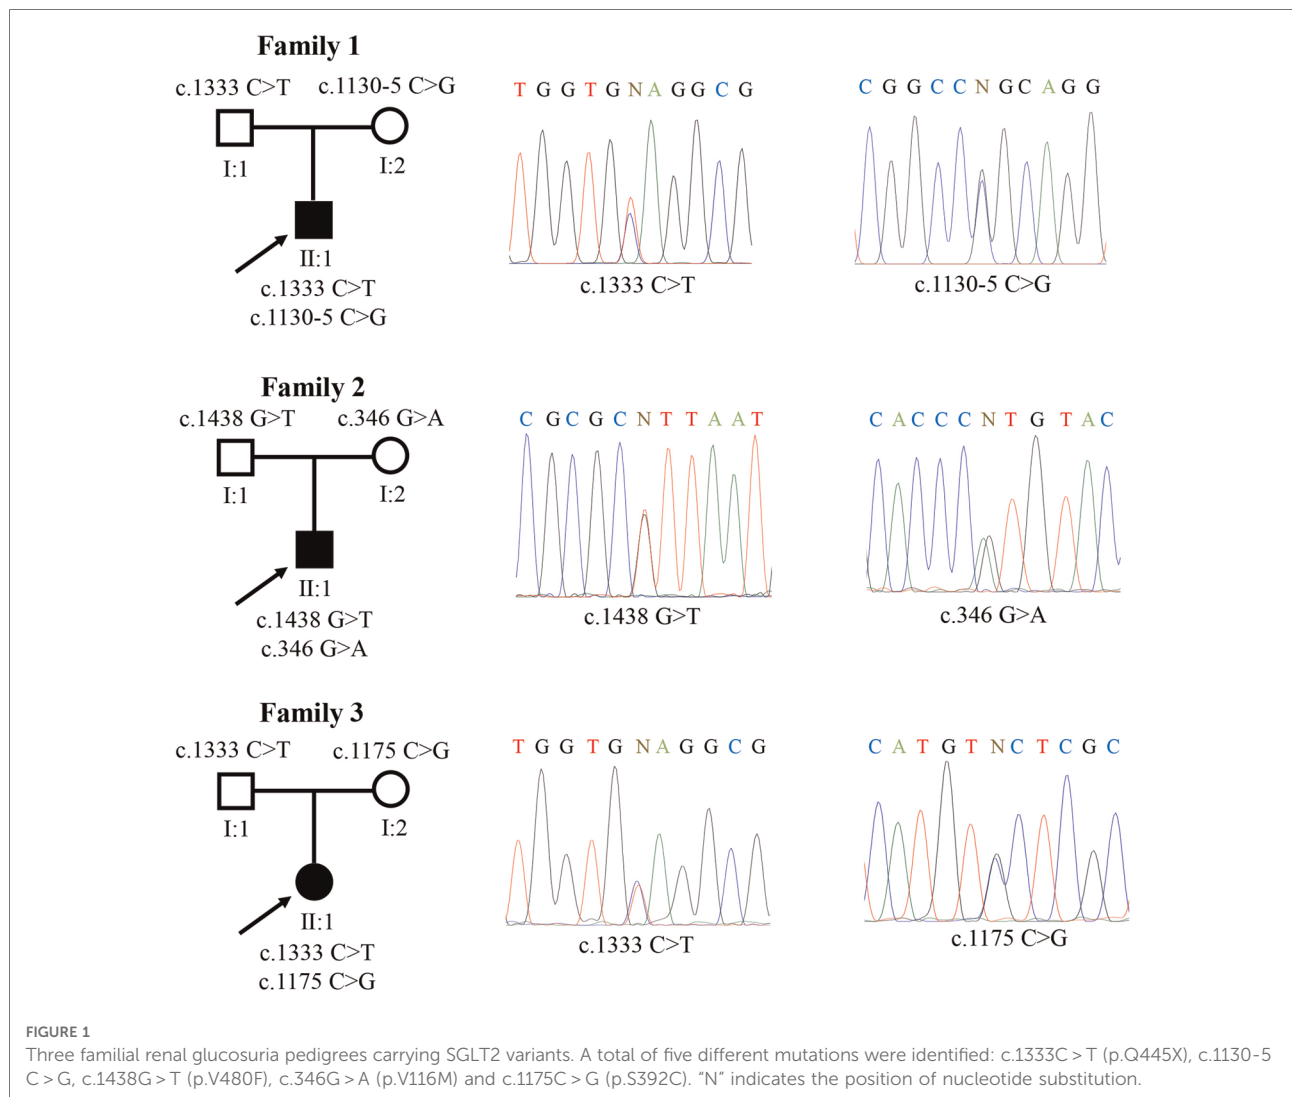 Family 1
c.1333 C>T c.1130-5 C>G
I:1 I:2
II:1
c.1333 C>T
c.1130-5 C>G
T G G T G N A G G C G
c.1333 C>T
C G G C C N G C A G G
c.1130-5 C>G
Family 2
c.1438 G>T c.346 G>A
I:1 I:2
II:1
c.1438 G>T
c.346 G>A
C G C G C N T T A A T
c.1438 G>T
C A C C C N T G T A C
c.346 G>A
Family 3
c.1333 C>T c.1175 C>G
I:1 I:2
II:1
c.1333 C>T
c.1175 C>G
T G G T G N A G G C G
c.1333 C>T
C A T G T N C T C G C
c.1175 C>G
FIGURE 1
Three familial renal glucosuria pedigrees carrying SGLT2 variants. A total of five different mutations were identified: c.1333C > T (p.Q445X), c.1130-5
C > G, c.1438G > T (p.V480F), c.346G > A (p.V116M) and c.1175C > G (p.S392C). “N” indicates the position of nucleotide substitution.